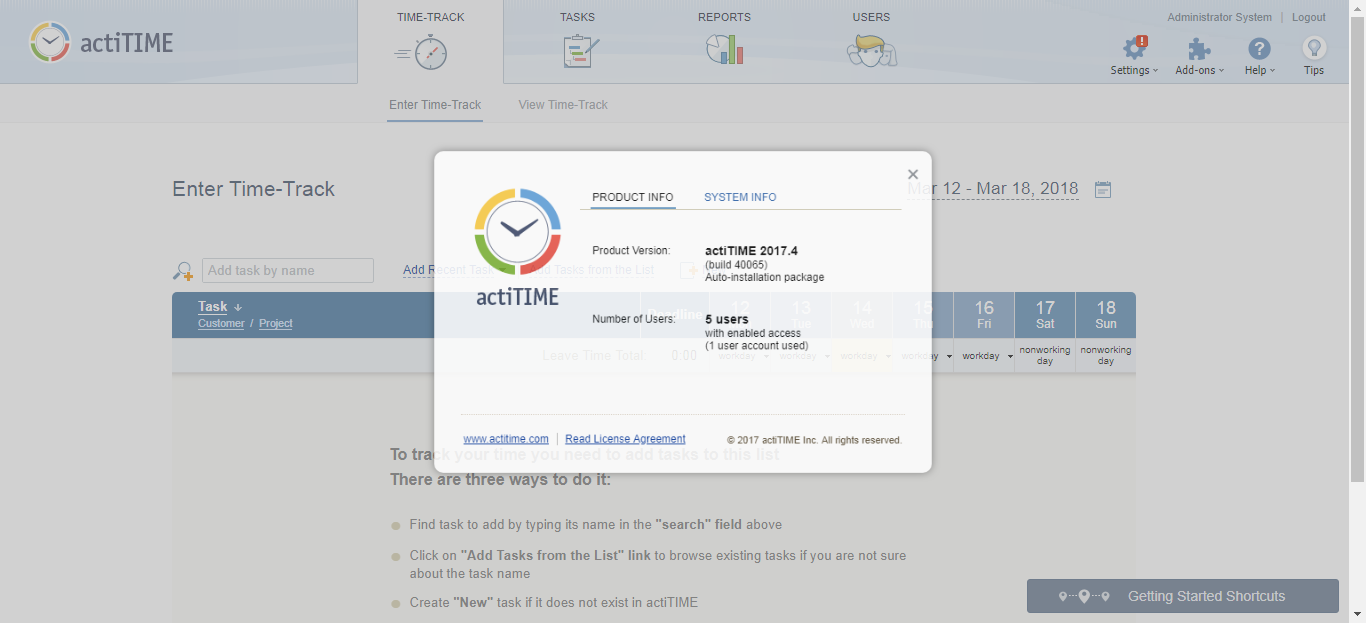 TIME-TRACK
TASKS
REPORTS
USERS
Administrator System | Logout
actiTIME
Settings
Add-ons
Help
Tips
Enter Time-Track
View Time-Track
Enter Time-Track
Mar 12 - Mar 18, 2018
PRODUCT INFO
SYSTEM INFO
Product Version:
actiTIME 2017.4
(build 40065)
Auto-installation package
actiTIME
Number of Users:
5 users
with enabled access
(1 user account used)
www.actitime.com | Read License Agreement
© 2017 actiTIME Inc. All rights reserved.
Add task by name
Add Recent Task
Add Tasks from the List
Task ↓
Customer / Project
Deadline
12
13
Tue
14
Wed
15
Thu
16
Fri
17
Sat
18
Sun
Leave Time Total:
0:00
workday
workday
workday
workday
workday
nonworking
day
nonworking
day
To track your time you need to add tasks to this list
There are three ways to do it:
Find task to add by typing its name in the "search" field above
Click on "Add Tasks from the List" link to browse existing tasks if you are not sure
about the task name
Create "New" task if it does not exist in actiTIME
Getting Started Shortcuts